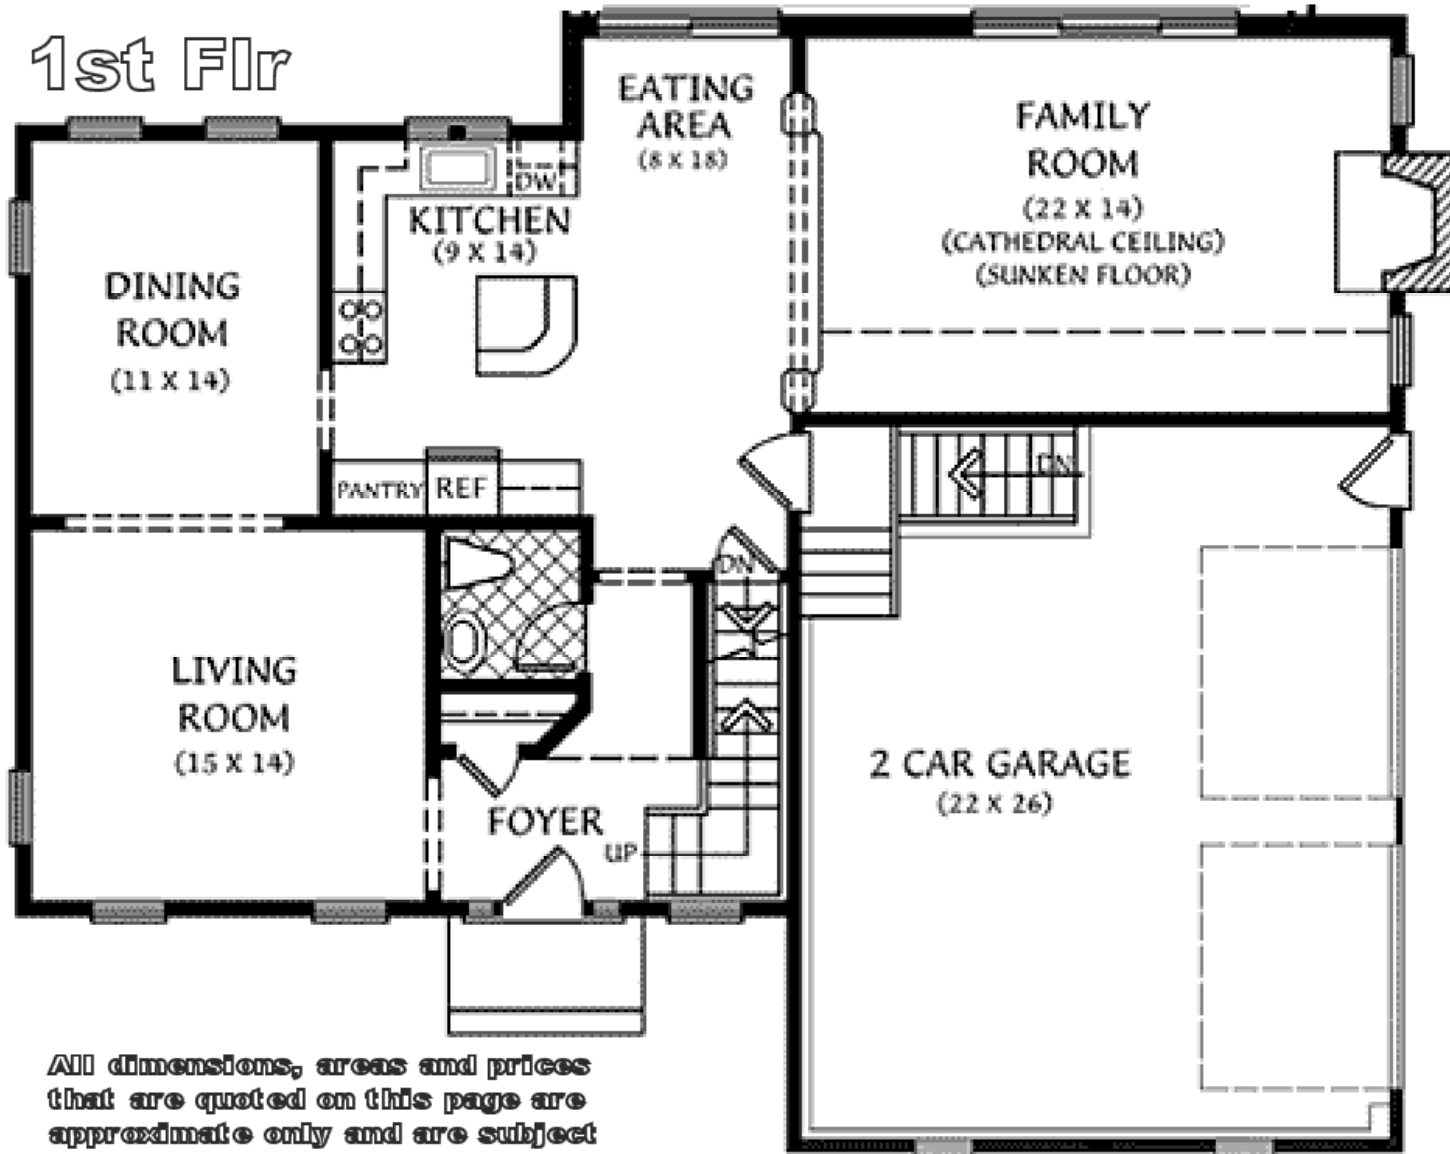 1st Flr
EATING
AREA
(8 X 18)
FAMILY
ROOM
(22 X 14)
(CATHEDRAL CEILING)
(SUNKEN FLOOR)
DW
KITCHEN
(9 X 14)
DINING
ROOM
(11 X 14)
PANTRY
REF
DN
DN
LIVING
ROOM
(15 X 14)
2 CAR GARAGE
(22 X 26)
FOYER
UP
All dimensions, areas and prices
that are quoted on this page are
approximate only and are subject